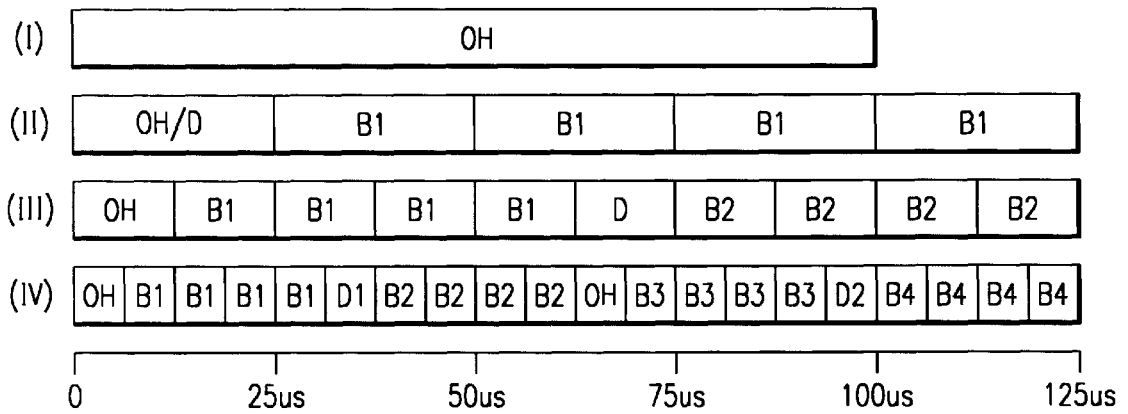 (I) OH
(II) OH/D B1 B1 B1 B1
(III) OH B1 B1 B1 B1 D B2 B2 B2 B2
(IV) OH B1 B1 B1 B1 D1 B2 B2 B2 B2 OH B3 B3 B3 B3 D2 B4 B4 B4 B4
0 25us 50us 75us 100us 125us